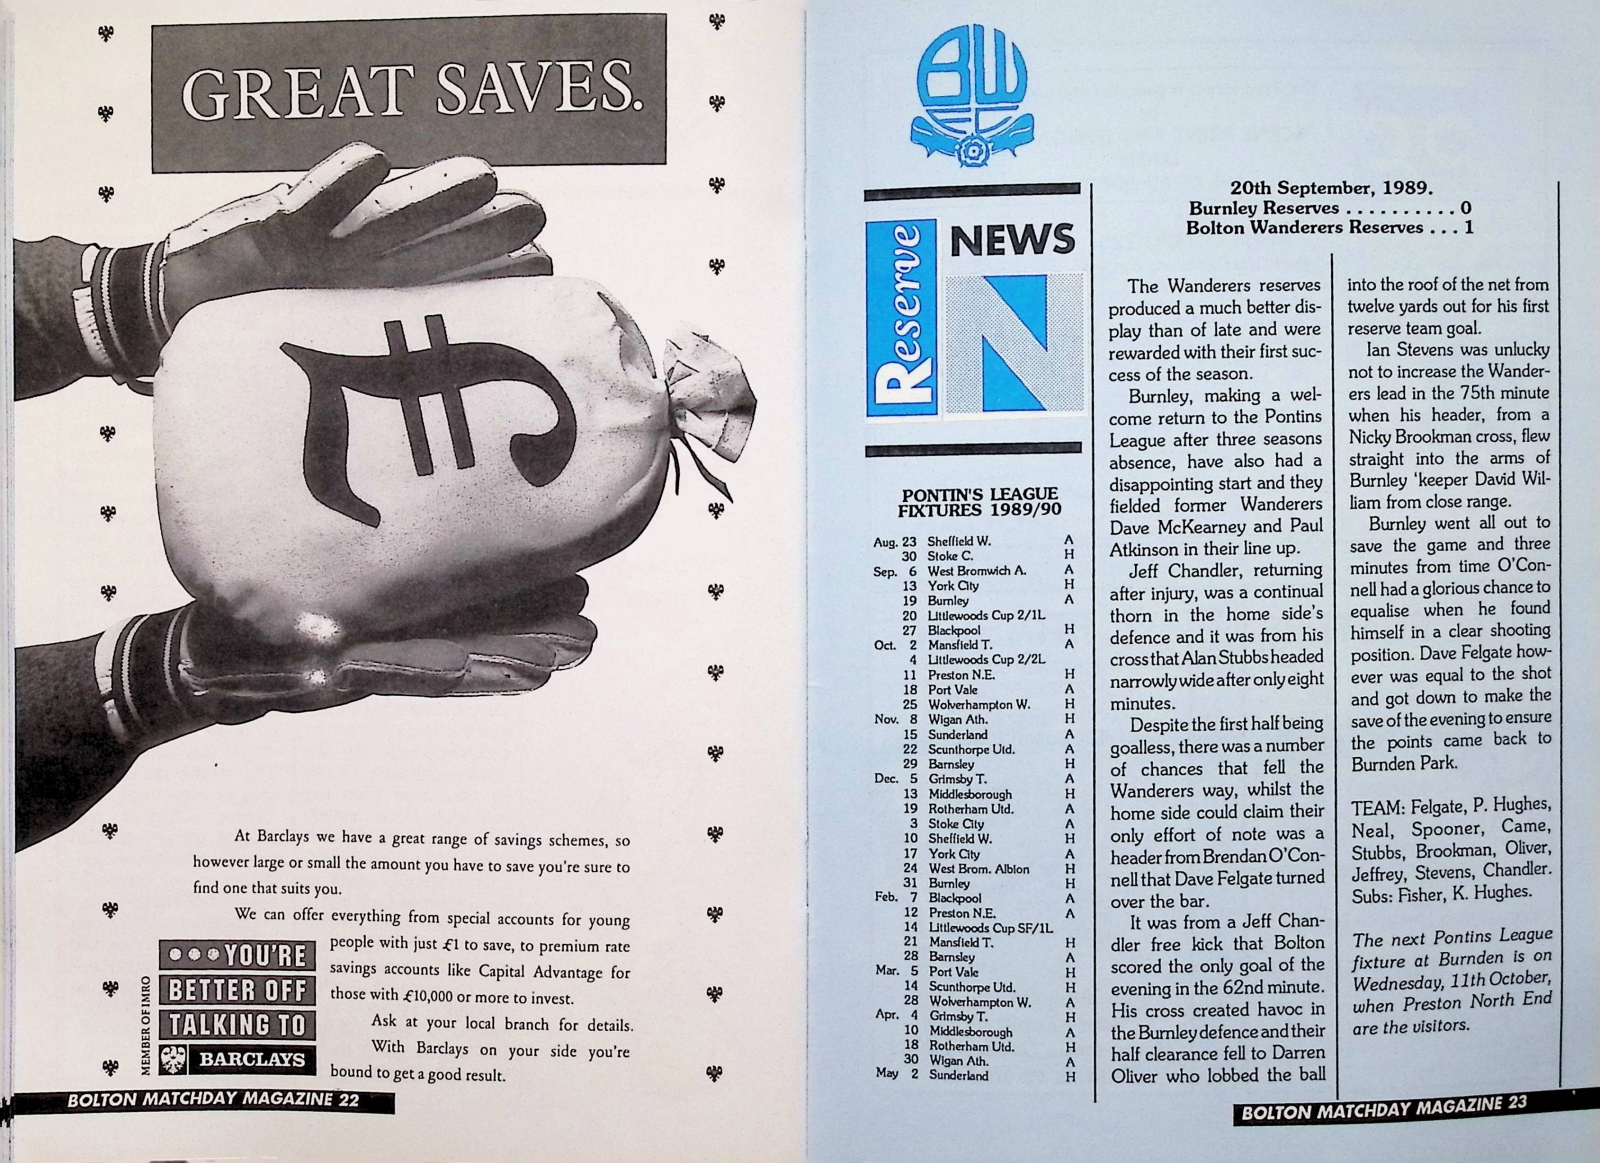 GREAT SAVES.
£
At Barclays we have a great range of savings schemes, so
however large or small the amount you have to save you're sure to
find one that suits you.
We can offer everything from special accounts for young
people with just £1 to save, to premium rate
savings accounts like Capital Advantage for
those with £10,000 or more to invest.
Ask at your local branch for details.
With Barclays on your side you're
bound to get a good result.
MEMBER OF IMRO
YOU'RE
BETTER OFF
TALKING TO
BARCLAYS
BOLTON MATCHDAY MAGAZINE 22
BW
FC
Reserve
NEWS
N
PONTIN'S LEAGUE
FIXTURES 1989/90
Aug. 23 Sheffield W. A
30 Stoke C. H
Sep. 6 West Bromwich A. A
13 York City H
19 Burnley A
20 Littlewoods Cup 2/1L
27 Blackpool H
Oct. 2 Mansfield T. A
4 Littlewoods Cup 2/2L
11 Preston N.E. H
18 Port Vale A
25 Wolverhampton W. H
Nov. 8 Wigan Ath. H
15 Sunderland A
22 Scunthorpe Utd. A
29 Barnsley H
Dec. 5 Grimsby T. A
13 Middlesborough H
19 Rotherham Utd. A
3 Stoke City A
10 Sheffield W. H
17 York City A
24 West Brom. Albion H
31 Burnley H
Feb. 7 Blackpool A
12 Preston N.E. A
14 Littlewoods Cup SF/1L
21 Mansfield T. H
28 Barnsley A
Mar. 5 Port Vale H
14 Scunthorpe Utd. H
28 Wolverhampton W. A
Apr. 4 Grimsby T. H
10 Middlesborough A
18 Rotherham Utd. H
30 Wigan Ath. A
May 2 Sunderland H
20th September, 1989.
Burnley Reserves . . . . . . . . . . 0
Bolton Wanderers Reserves . . . 1
The Wanderers reserves
produced a much better dis-
play than of late and were
rewarded with their first suc-
cess of the season.
Burnley, making a wel-
come return to the Pontins
League after three seasons
absence, have also had a
disappointing start and they
fielded former Wanderers
Dave McKearney and Paul
Atkinson in their line up.
Jeff Chandler, returning
after injury, was a continual
thorn in the home side's
defence and it was from his
cross that Alan Stubbs headed
narrowly wide after only eight
minutes.
Despite the first half being
goalless, there was a number
of chances that fell the
Wanderers way, whilst the
home side could claim their
only effort of note was a
header from Brendan O'Con-
nell that Dave Felgate turned
over the bar.
It was from a Jeff Chan-
dler free kick that Bolton
scored the only goal of the
evening in the 62nd minute.
His cross created havoc in
the Burnley defence and their
half clearance fell to Darren
Oliver who lobbed the ball
into the roof of the net from
twelve yards out for his first
reserve team goal.
Ian Stevens was unlucky
not to increase the Wander-
ers lead in the 75th minute
when his header, from a
Nicky Brookman cross, flew
straight into the arms of
Burnley 'keeper David Wil-
liam from close range.
Burnley went all out to
save the game and three
minutes from time O'Con-
nell had a glorious chance to
equalise when he found
himself in a clear shooting
position. Dave Felgate how-
ever was equal to the shot
and got down to make the
save of the evening to ensure
the points came back to
Burnden Park.
TEAM: Felgate, P. Hughes,
Neal, Spooner, Came,
Stubbs, Brookman, Oliver,
Jeffrey, Stevens, Chandler.
Subs: Fisher, K. Hughes.
The next Pontins League
fixture at Burnden is on
Wednesday, 11th October,
when Preston North End
are the visitors.
BOLTON MATCHDAY MAGAZINE 23